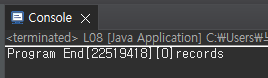 Console
<terminated> L08 [Java Application] C:₩Users₩
Program End[22519418][0]records